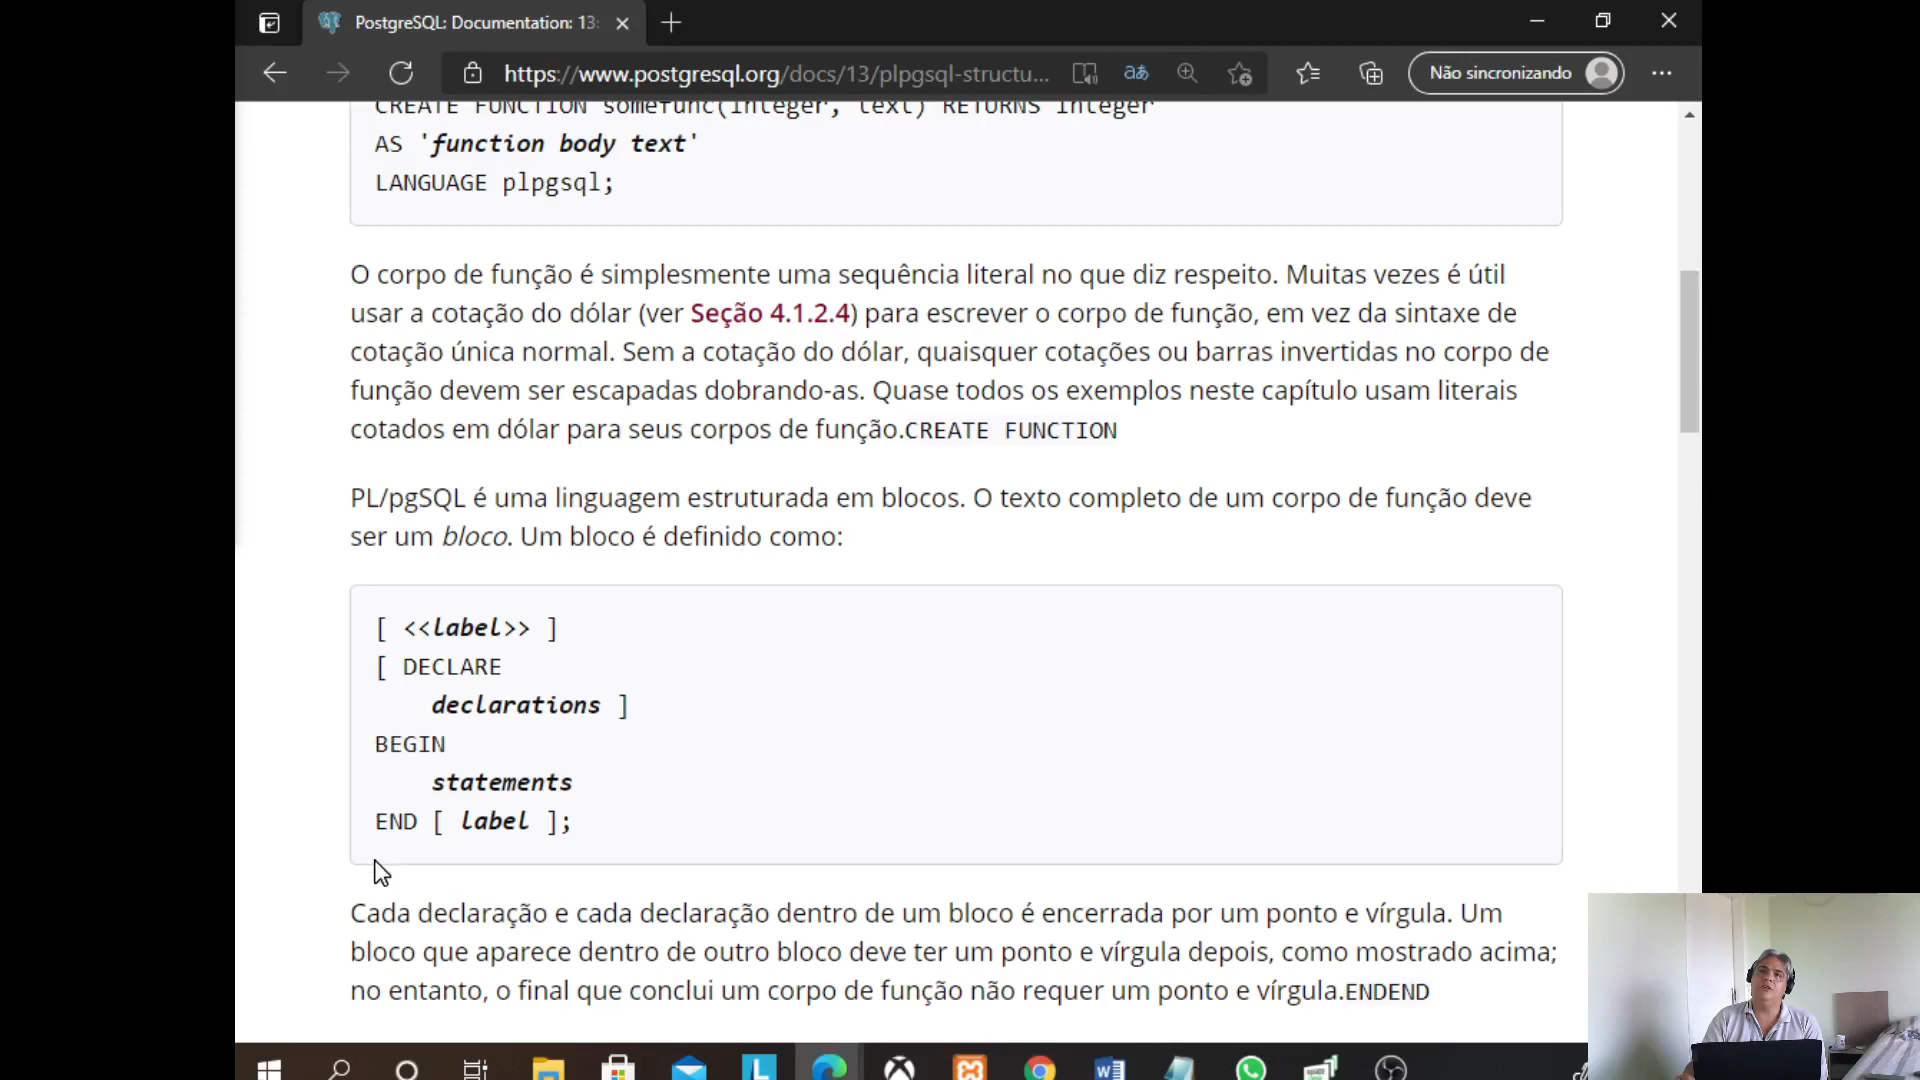 PostgreSQL: Documentation: 13:
https://www.postgresql.org/docs/13/plpgsql-structu...
Não sincronizando
CREATE FUNCTION somefunc(integer, text) RETURNS integer
AS 'function body text'
LANGUAGE plpgsql;
O corpo de função é simplesmente uma sequência literal no que diz respeito. Muitas vezes é útil
usar a cotação do dólar (ver Seção 4.1.2.4) para escrever o corpo de função, em vez da sintaxe de
cotação única normal. Sem a cotação do dólar, quaisquer cotações ou barras invertidas no corpo de
função devem ser escapadas dobrando-as. Quase todos os exemplos neste capítulo usam literais
cotados em dólar para seus corpos de função.CREATE FUNCTION
PL/pgSQL é uma linguagem estruturada em blocos. O texto completo de um corpo de função deve
ser um bloco. Um bloco é definido como:
[ <<label>> ]
[ DECLARE
declarations ]
BEGIN
statements
END [ label ];
Cada declaração e cada declaração dentro de um bloco é encerrada por um ponto e vírgula. Um
bloco que aparece dentro de outro bloco deve ter um ponto e vírgula depois, como mostrado acima;
no entanto, o final que conclui um corpo de função não requer um ponto e vírgula.ENDEND